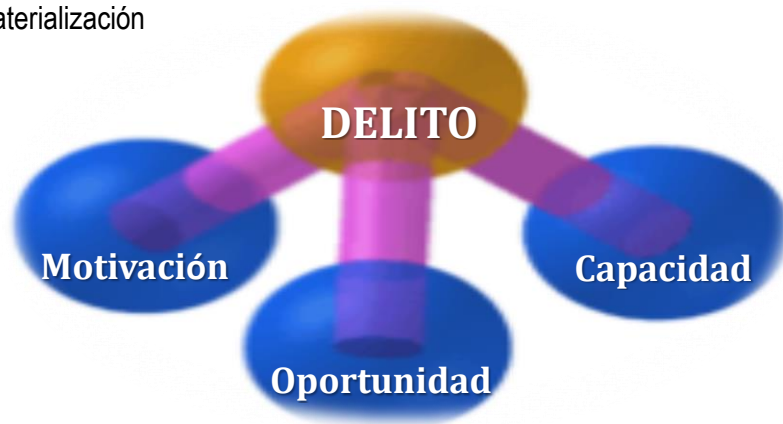 aterialización
DELITO
Motivación
Capacidad
Oportunidad